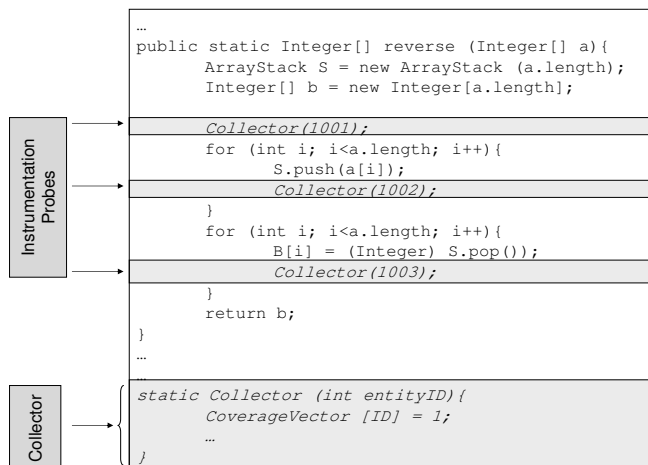 …
public static Integer[] reverse (Integer[] a){
ArrayStack S = new ArrayStack (a.length);
Integer[] b = new Integer[a.length];
Instrumentation
Probes
Collector(1001);
for (int i; i<a.length; i++){
S.push(a[i]);
Collector(1002);
}
for (int i; i<a.length; i++){
B[i] = (Integer) S.pop());
Collector(1003);
}
return b;
}
…
…
Collector
static Collector (int entityID){
CoverageVector [ID] = 1;
…
}